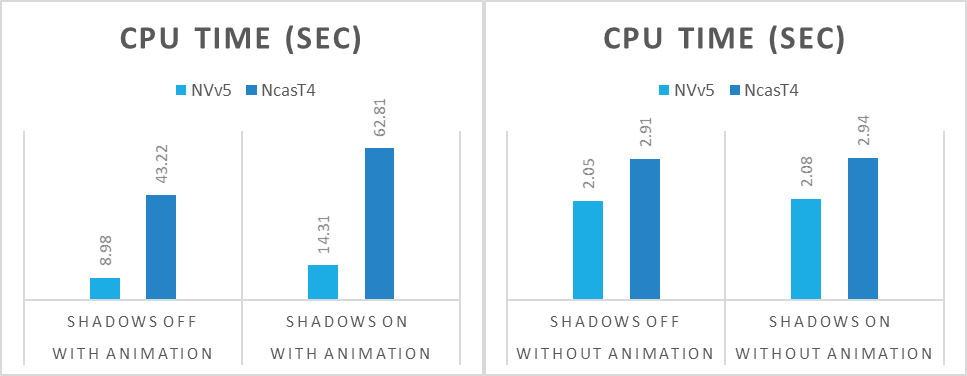 CPU TIME (SEC)
NVv5 NcasT4
8.98
43.22
14.31
62.81
SHADOWS OFF
SHADOWS ON
WITH ANIMATION
WITH ANIMATION
CPU TIME (SEC)
NVv5 NcasT4
2.05
2.91
2.08
2.94
SHADOWS OFF
SHADOWS ON
WITHOUT ANIMATION
WITHOUT ANIMATION